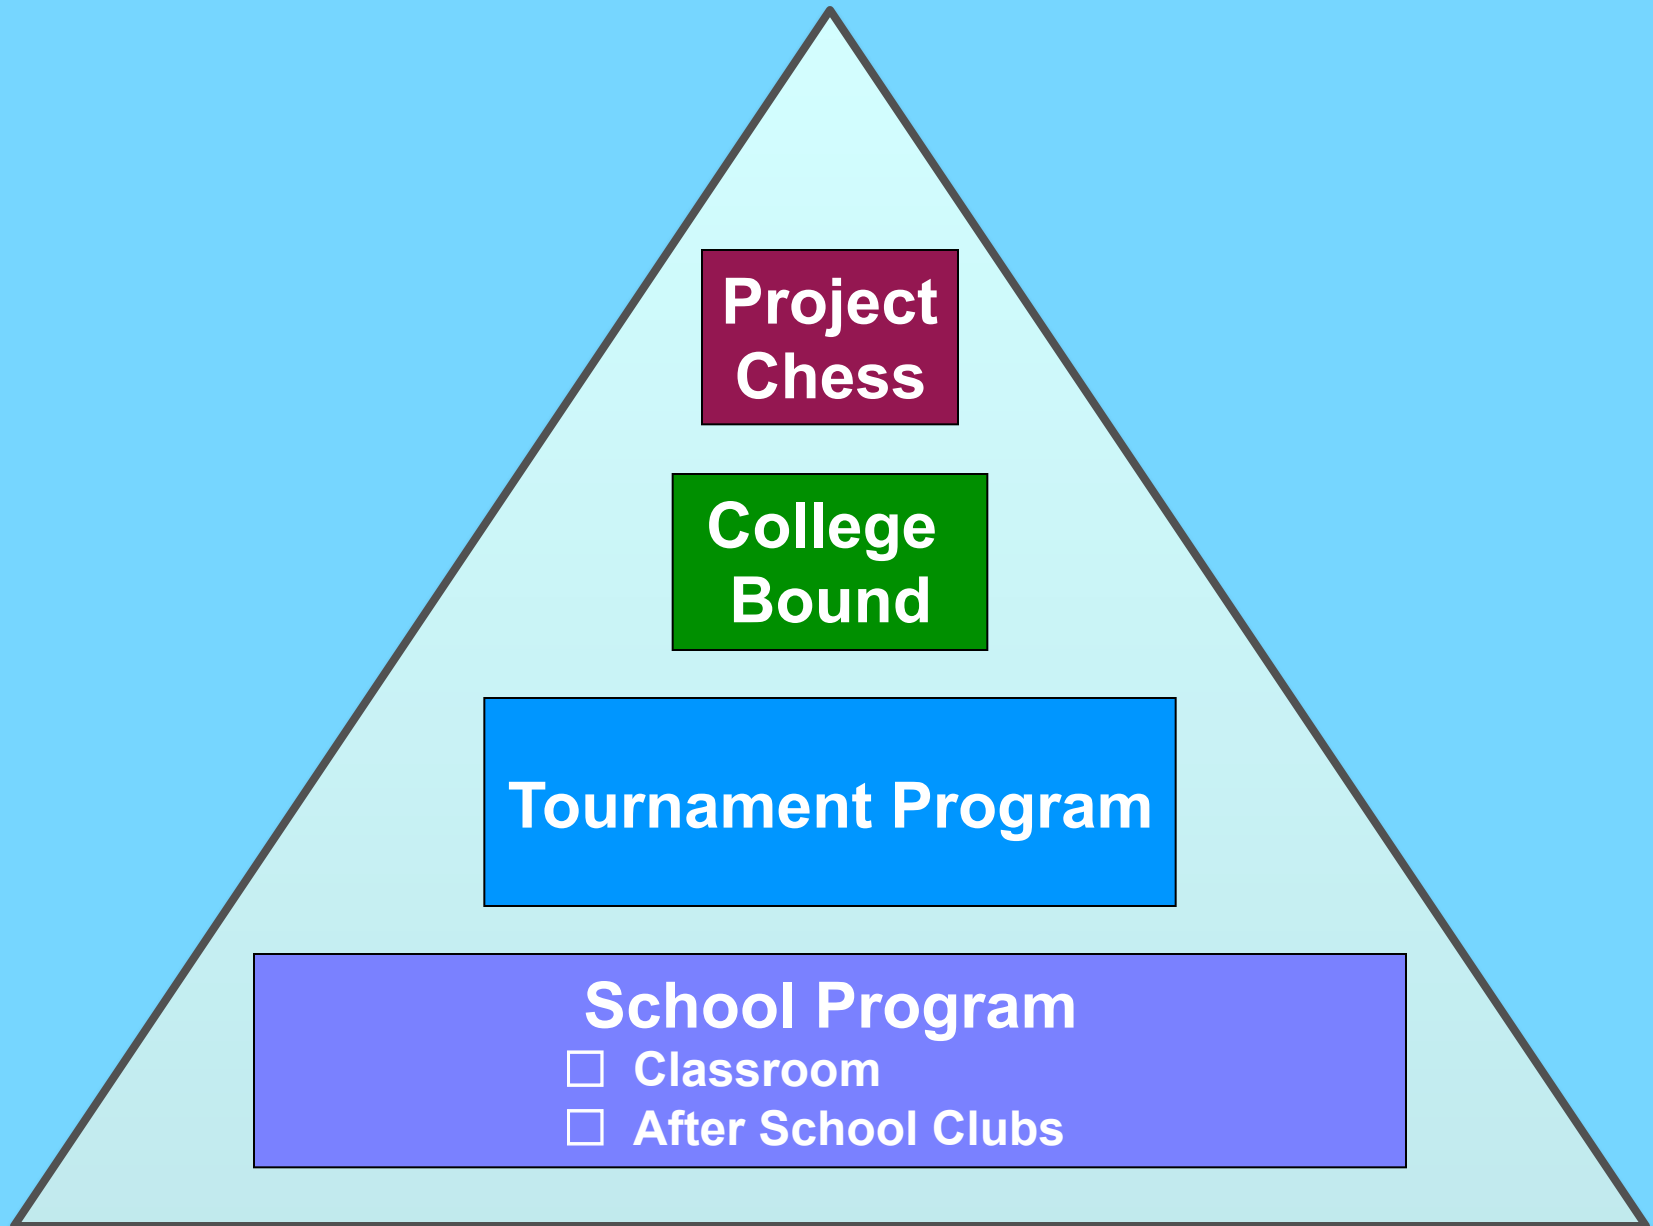 Project
Chess
College
Bound
Tournament Program
School Program
☐ Classroom
☐ After School Clubs